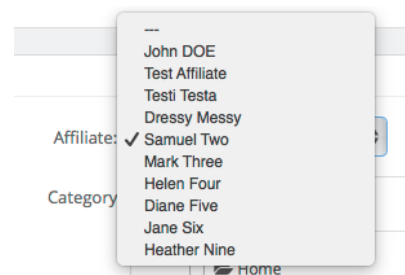 ---
John DOE
Test Affiliate
Testi Testa
Dressy Messy
Affiliate: ✓ Samuel Two
Mark Three
Helen Four
Category
Diane Five
Jane Six
Heather Nine
Home